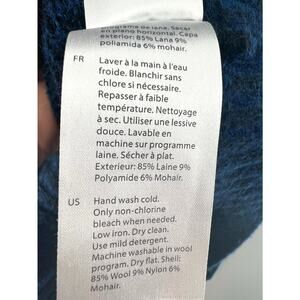 programa de lana. Secar
en plano horizontal. Capa
exterior: 85% Lana 9%
poliamida 6% mohair.
FR Laver à la main à l'eau
froide. Blanchir sans
chlore si nécessaire.
Repasser à faible
température. Nettoyage
à sec. Utiliser une lessive
douce. Lavable en
machine sur programme
laine. Sécher à plat.
Exterieur: 85% Laine 9%
Polyamide 6% Mohair.
US Hand wash cold.
Only non-chlorine
bleach when needed.
Low iron. Dry clean.
Use mild detergent.
Machine washable in wool
program. Dry flat. Shell:
85% Wool 9% Nylon 6%
Mohair.